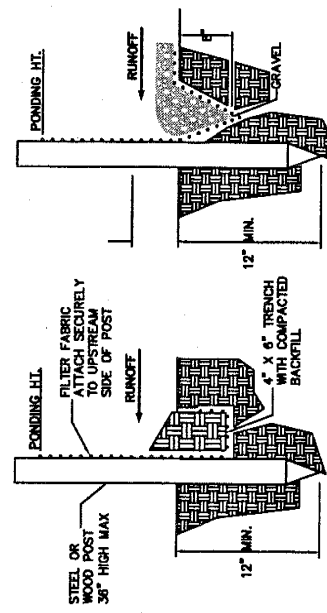 PONDING HT.
FILTER FABRIC
ATTACH SECURELY
TO UPSTREAM
SIDE OF POST
STEEL OR
WOOD POST
36" HIGH MAX
RUNOFF
4" X 6" TRENCH
WITH COMPACTED
BACKFILL
12" MIN.
PONDING HT.
RUNOFF
8"
GRAVEL
12" MIN.